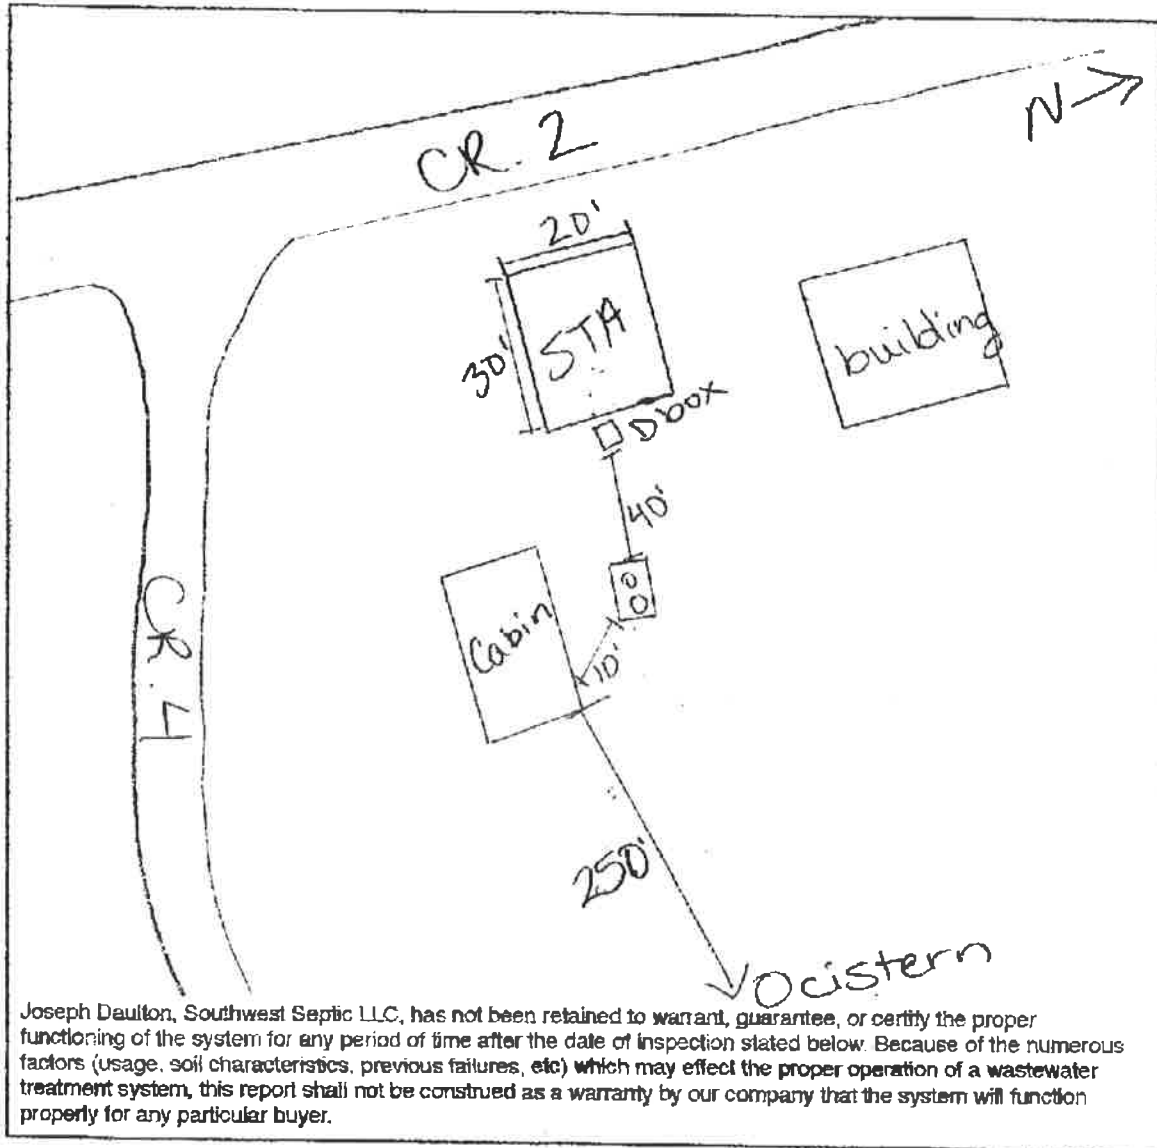 CR. 2
N
20'
STA
30'
building
D box
40'
Cabin
10'
CR. 4
250'
cistern
Joseph Daulton, Southwest Septic LLC, has not been retained to warrant, guarantee, or certify the proper
functioning of the system for any period of time after the date of inspection stated below. Because of the numerous
factors (usage, soil characteristics, previous failures, etc) which may effect the proper operation of a wastewater
treatment system, this report shall not be construed as a warranty by our company that the system will function
properly for any particular buyer.